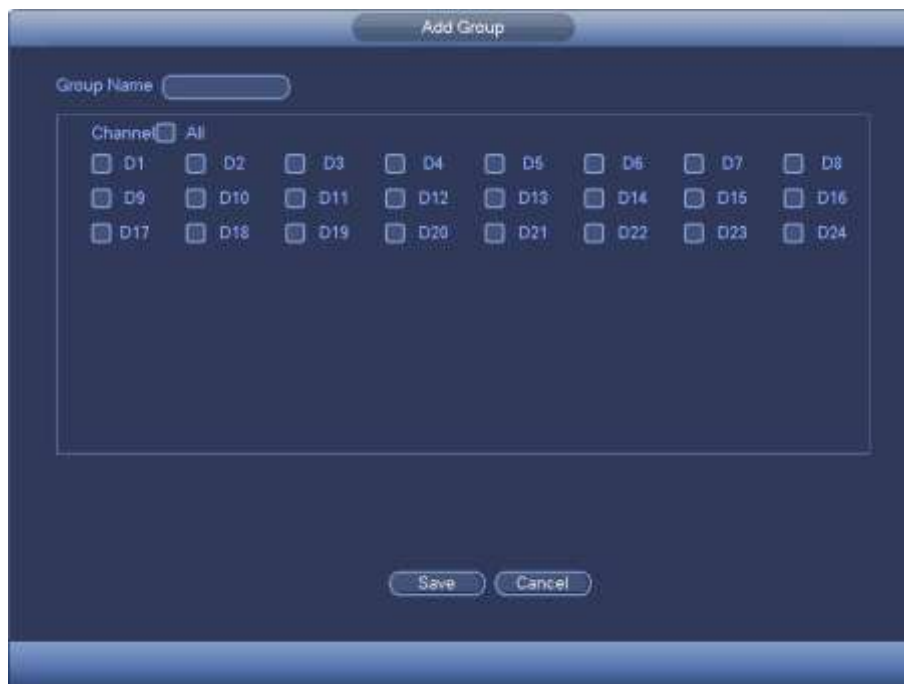 Add Group
Group Name
Channel All
D1 D2 D3 D4 D5 D6 D7 D8
D9 D10 D11 D12 D13 D14 D15 D16
D17 D18 D19 D20 D21 D22 D23 D24
Save Cancel